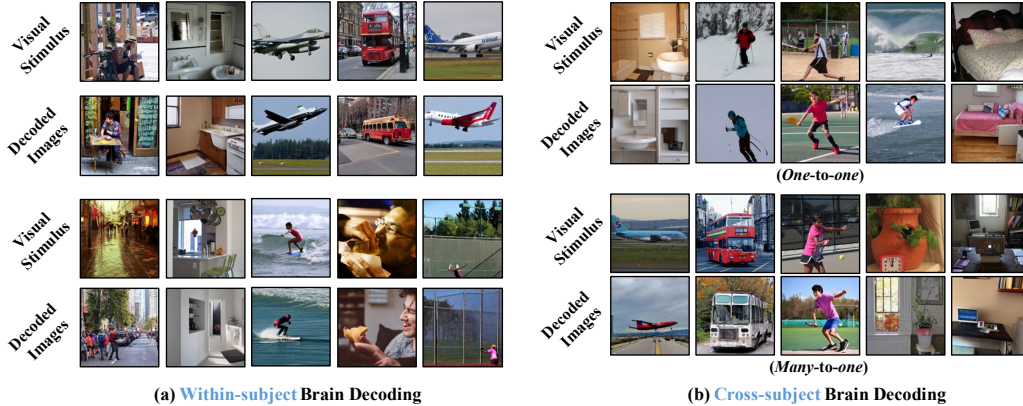 Visual
Stimulus
Decoded
Images
Visual
Stimulus
Decoded
Images
(a) Within-subject Brain Decoding
Visual
Stimulus
Decoded
Images
(One-to-one)
Visual
Stimulus
Decoded
Images
(Many-to-one)
(b) Cross-subject Brain Decoding